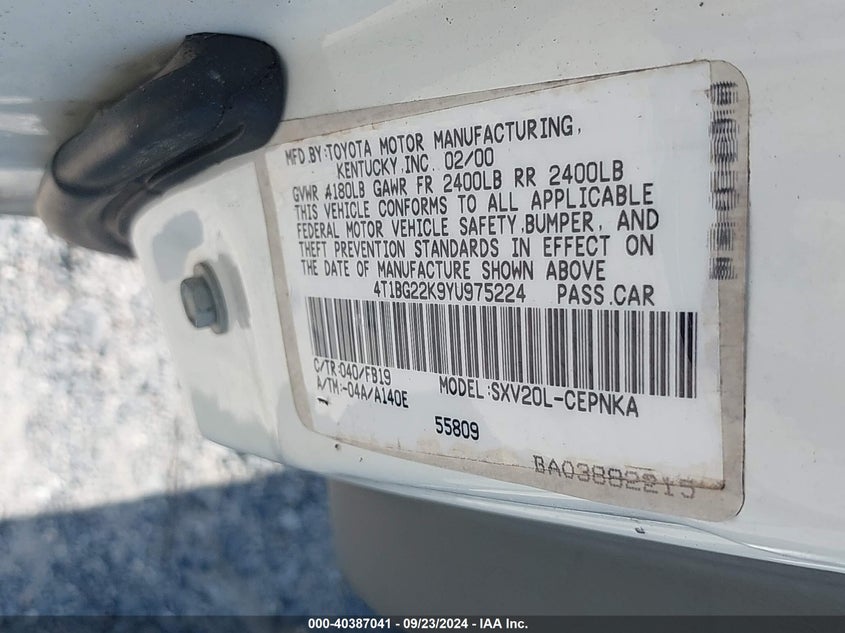 MFD.BY:TOYOTA MOTOR MANUFACTURING,
KENTUCKY,INC. 02/00
GVWR 4180LB GAWR FR 2400LB RR 2400LB
THIS VEHICLE CONFORMS TO ALL APPLICABLE
FEDERAL MOTOR VEHICLE SAFETY,BUMPER, AND
THEFT PREVENTION STANDARDS IN EFFECT ON
THE DATE OF MANUFACTURE SHOWN ABOVE
4T1BG22K9YU975224 PASS.CAR
C/TR:040/FB19
A/TM:-04A/A140E
MODEL:SXV20L-CEPNKA
55809
BA03882215
000-40387041 - 09/23/2024 - IAA Inc.